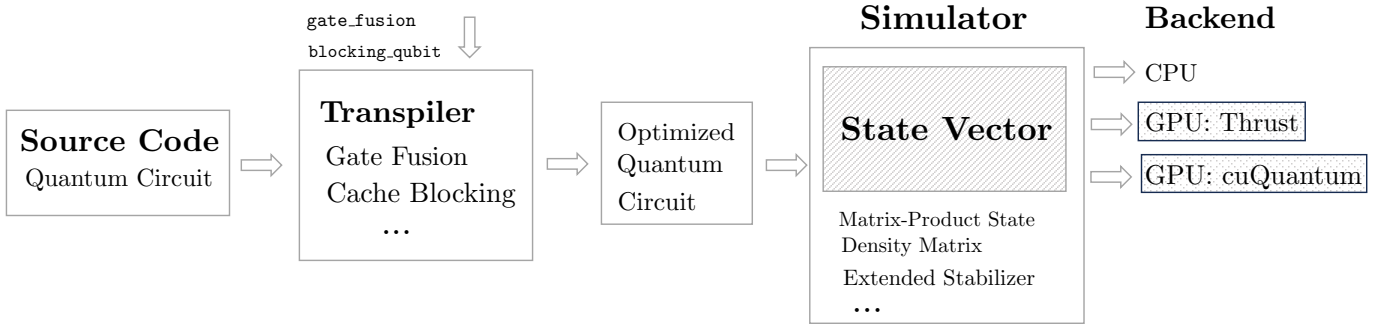 gate_fusion
blocking_qubit
Source Code
Quantum Circuit
Transpiler
Gate Fusion
Cache Blocking
...
Optimized
Quantum
Circuit
Simulator
State Vector
Matrix-Product State
Density Matrix
Extended Stabilizer
...
Backend
CPU
GPU: Thrust
GPU: cuQuantum